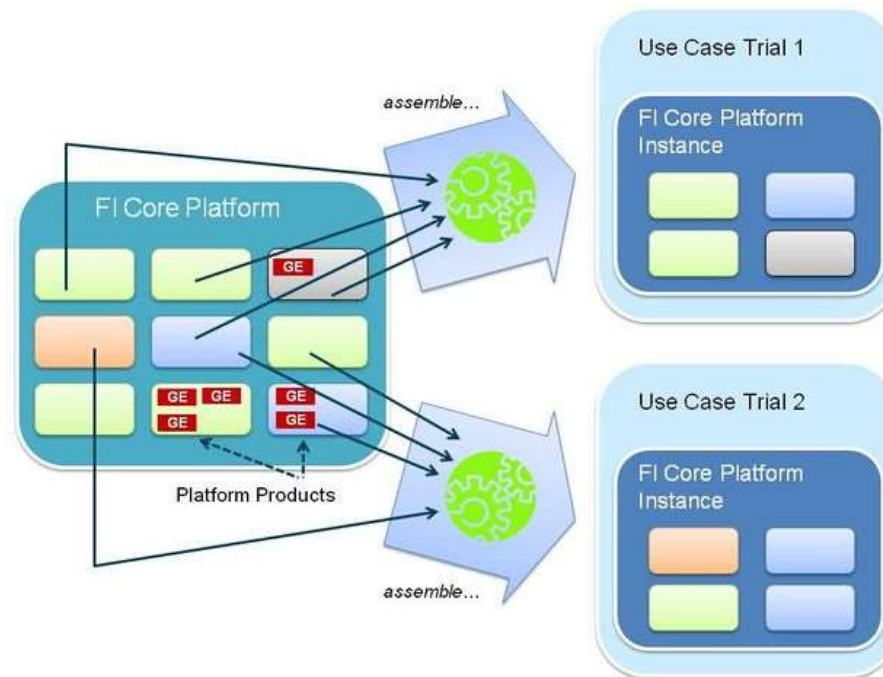 Use Case Trial 1
assemble...
FI Core Platform
Instance
FI Core Platform
GE
GE GE GE
GE GE
Platform Products
Use Case Trial 2
FI Core Platform
Instance
assemble...